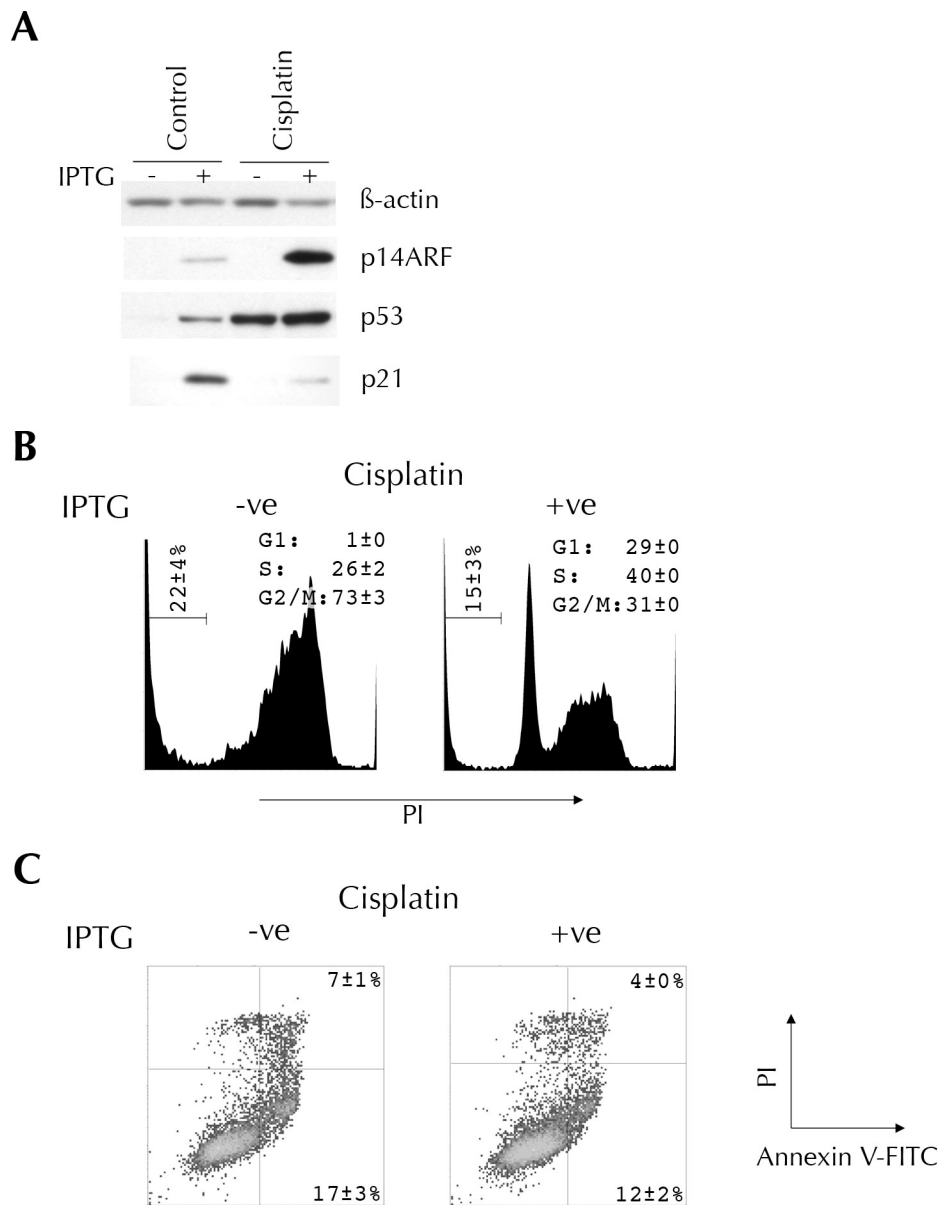 A
Control
Cisplatin
IPTG - + - +
ß-actin
p14ARF
p53
p21
B
Cisplatin
IPTG -ve +ve
22±4%
G1: 1±0
S: 26±2
G2/M:73±3
15±3%
G1: 29±0
S: 40±0
G2/M:31±0
PI
C
Cisplatin
IPTG -ve +ve
7±1%
17±3%
4±0%
12±2%
PI
Annexin V-FITC